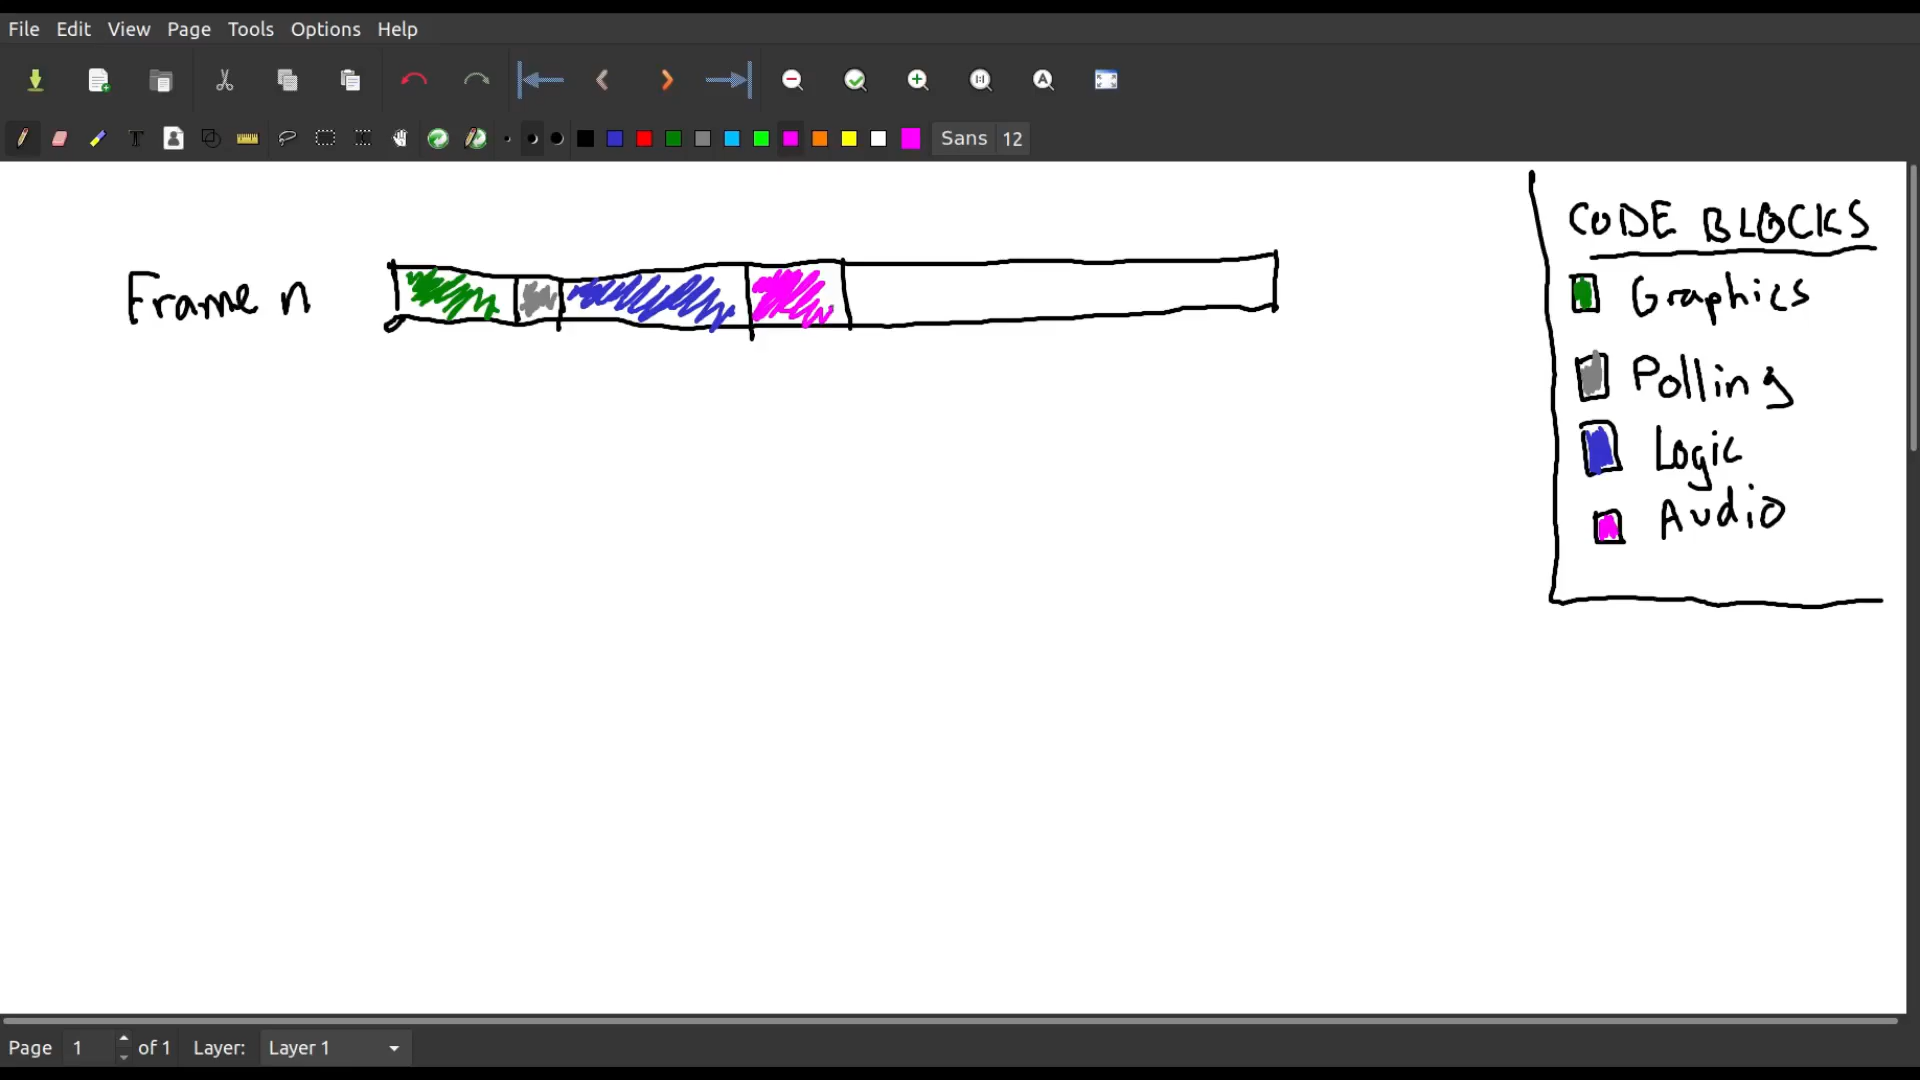 File Edit View Page Tools Options Help
Sans 12
CODE BLOCKS
Frame n
Graphics
Polling
Logic
Audio
Page 1 of 1 Layer: Layer 1